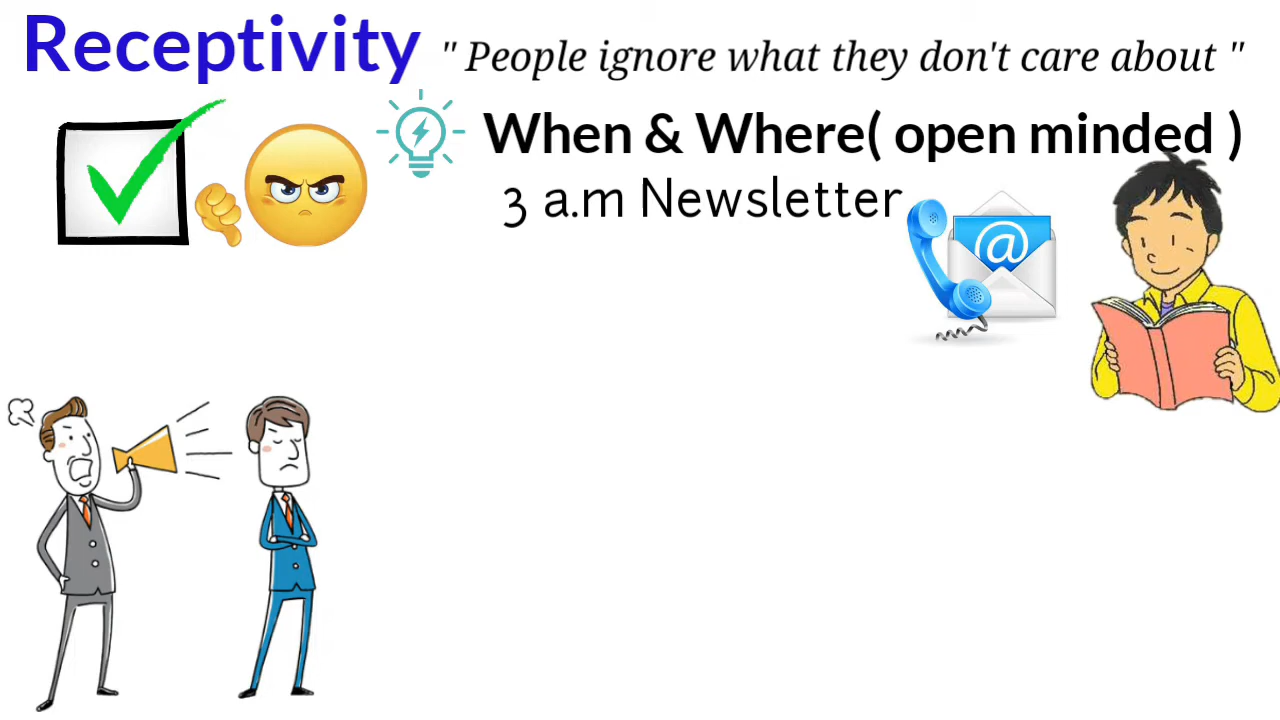 Receptivity " People ignore what they don't care about "
When & Where( open minded )
3 a.m Newsletter
@